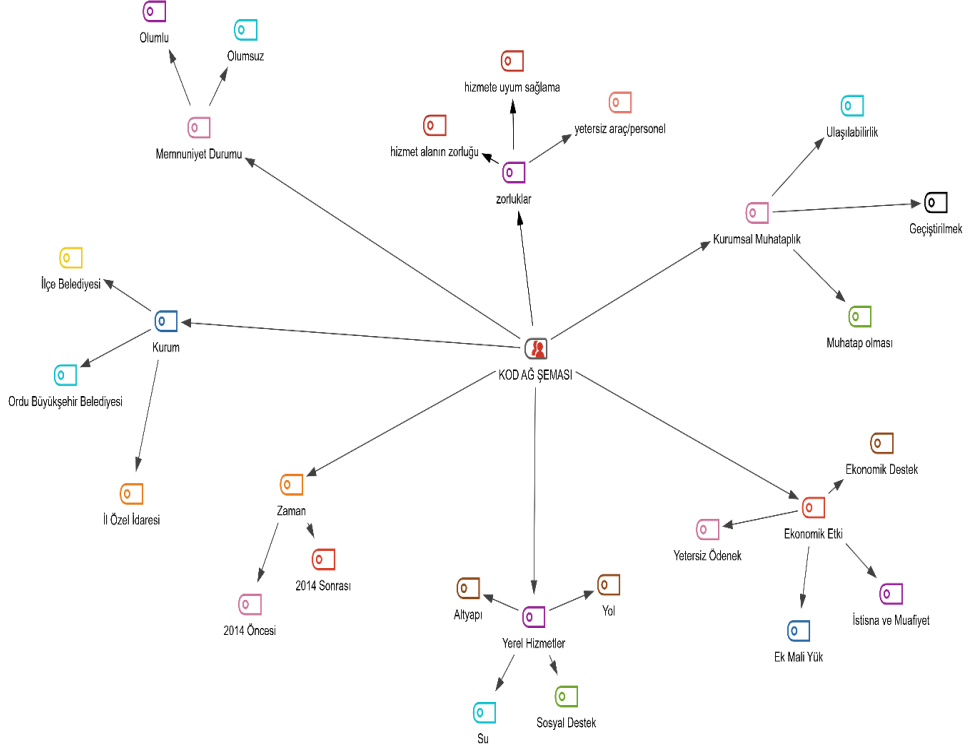 Olumlu
Olumsuz
Memnuniyet Durumu
hizmete uyum sağlama
hizmet alanın zorluğu
yetersiz araç/personel
zorluklar
Ulaşılabilirlik
Kurumsal Muhataplık
Geçiştirilmek
Muhatap olması
İlçe Belediyesi
Kurum
Ordu Büyükşehir Belediyesi
İl Özel İdaresi
KOD AĞ ŞEMASI
Zaman
2014 Sonrası
2014 Öncesi
Ekonomik Destek
Ekonomik Etki
Yetersiz Ödenek
İstisna ve Muafiyet
Ek Mali Yük
Altyapı
Yol
Yerel Hizmetler
Su
Sosyal Destek